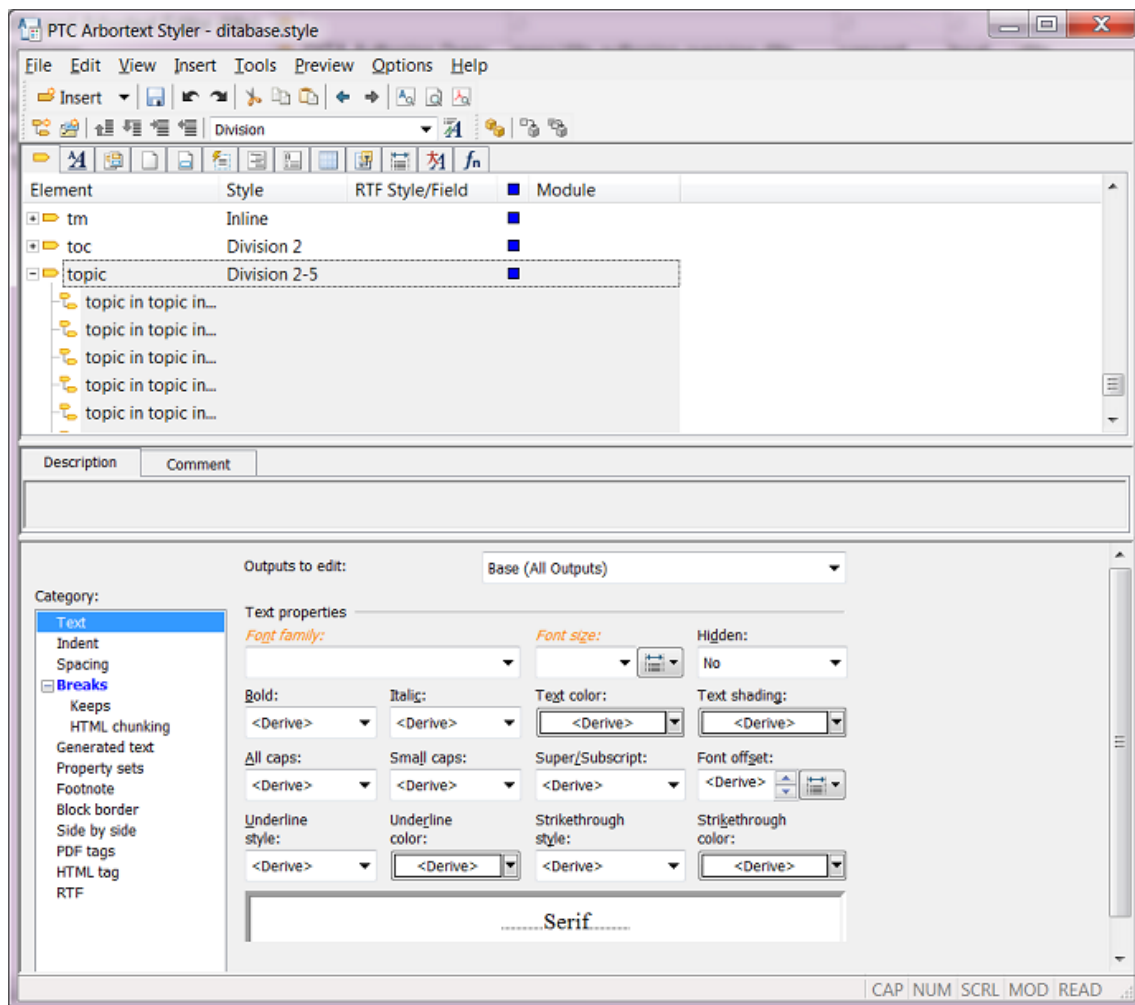 PTC Arbortext Styler - ditabase.style
File Edit View Insert Tools Preview Options Help
Insert
Division
Element Style RTF Style/Field Module
tm Inline
toc Division 2
topic Division 2-5
topic in topic in...
topic in topic in...
topic in topic in...
topic in topic in...
topic in topic in...
Description Comment
Outputs to edit: Base (All Outputs)
Category:
Text
Indent
Spacing
Breaks
Keeps
HTML chunking
Generated text
Property sets
Footnote
Block border
Side by side
PDF tags
HTML tag
RTF
Text properties
Font family: Font size: Hidden:
No
Bold: Italic: Text color: Text shading:
<Derive> <Derive> <Derive> <Derive>
All caps: Small caps: Super/Subscript: Font offset:
<Derive> <Derive> <Derive> <Derive>
Underline style: Underline color: Strikethrough style: Strikethrough color:
<Derive> <Derive> <Derive> <Derive>
Serif
CAP NUM SCRL MOD READ